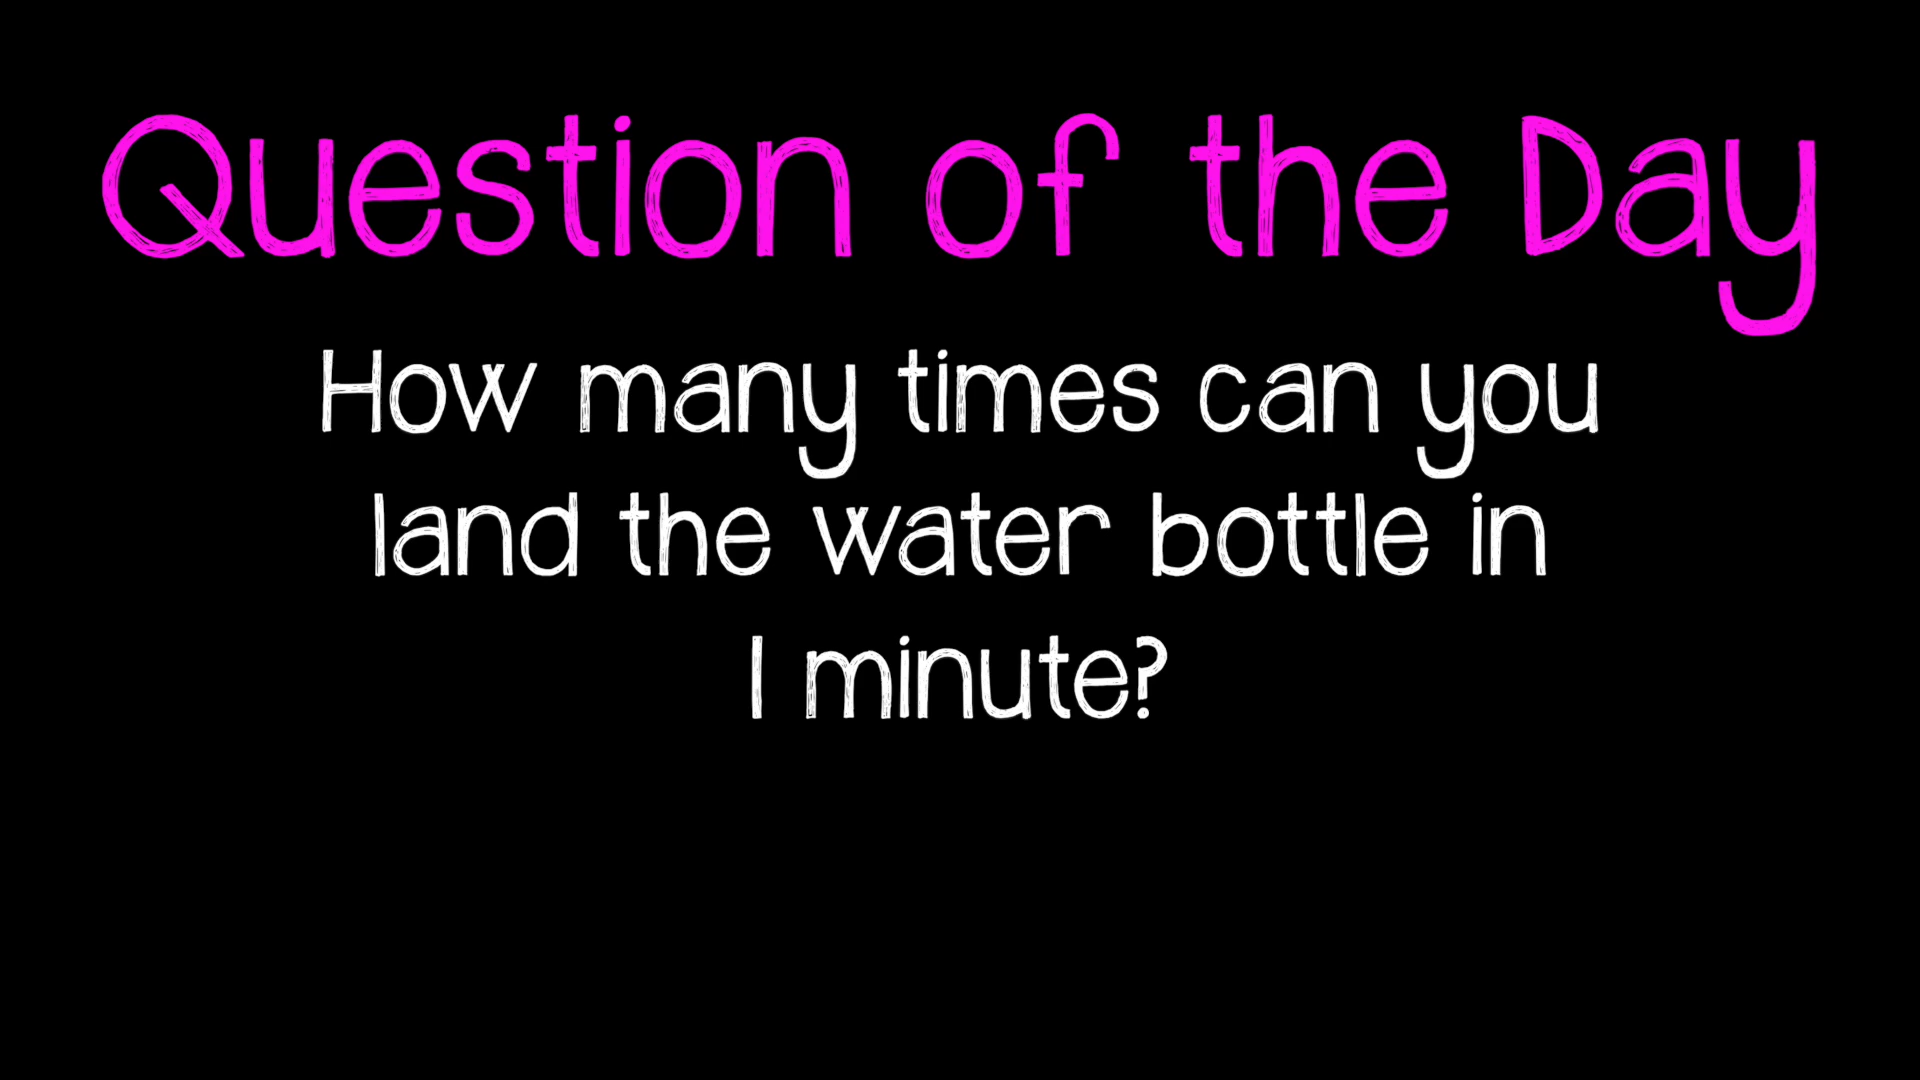 Question of the Day
How many times can you
land the water bottle in
1 minute?